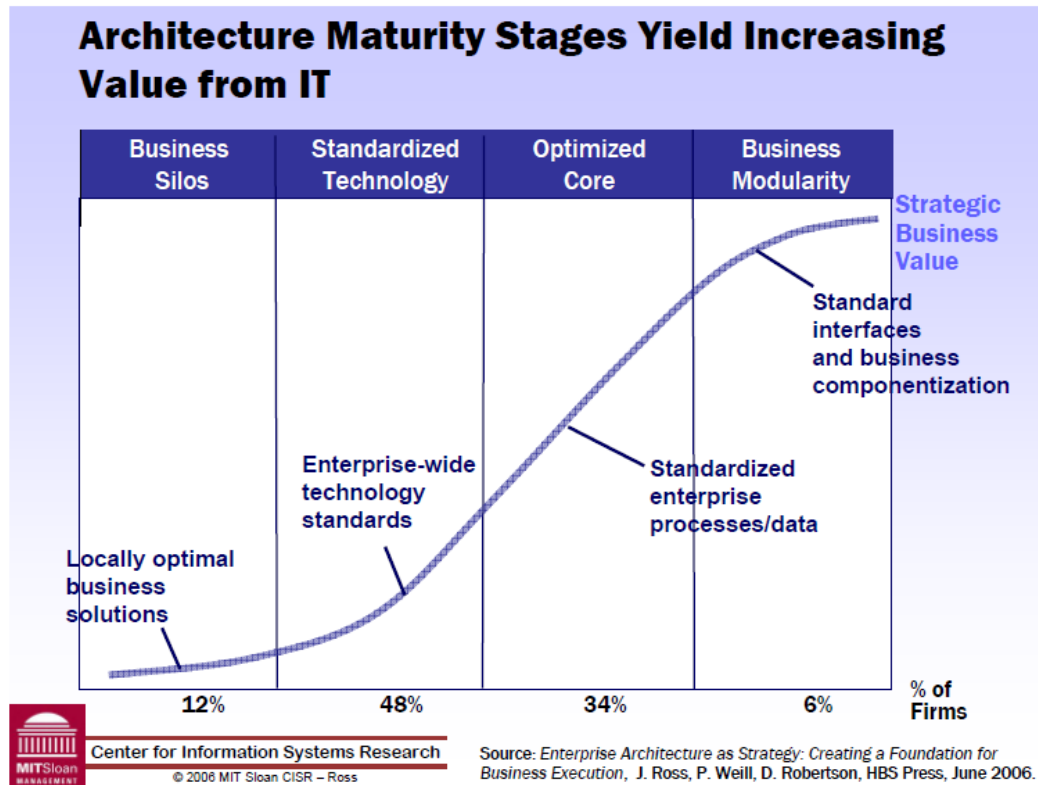 Architecture Maturity Stages Yield Increasing
Value from IT
Business
Silos
Standardized
Technology
Optimized
Core
Business
Modularity
Strategic
Business
Value
Standard
interfaces
and business
componentization
Enterprise-wide
technology
standards
Standardized
enterprise
processes/data
Locally optimal
business
solutions
12%
48%
34%
6%
% of
Firms
MITSloan
MANAGEMENT
Center for Information Systems Research
© 2006 MIT Sloan CISR – Ross
Source: Enterprise Architecture as Strategy: Creating a Foundation for
Business Execution, J. Ross, P. Weill, D. Robertson, HBS Press, June 2006.